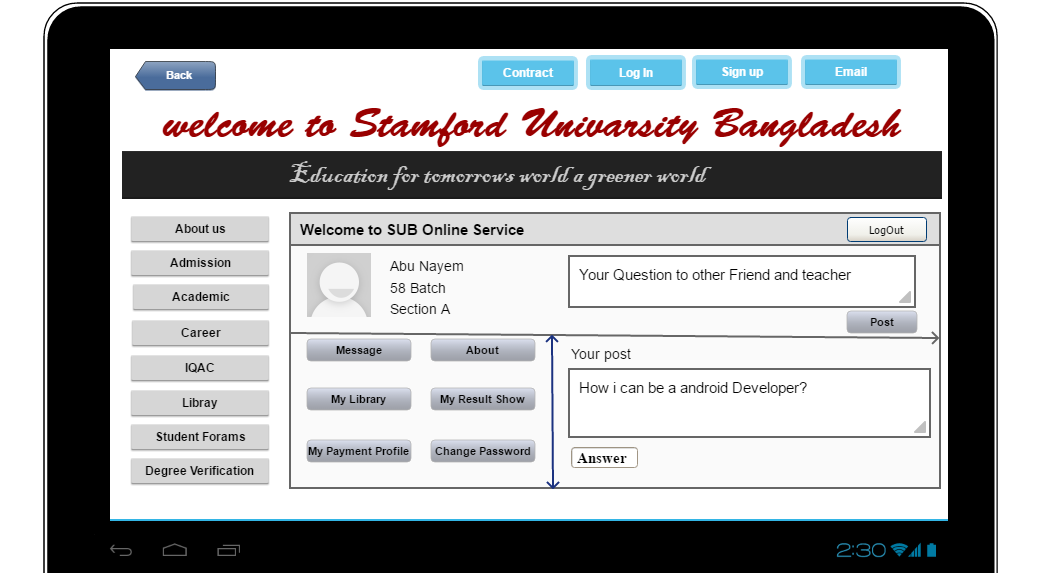 Back
Contract
Log In
Sign up
Email
welcome to Stamford Univarsity Bangladesh
Education for tomorrows world a greener world
About us
Admission
Academic
Career
IQAC
Libray
Student Forams
Degree Verification
Welcome to SUB Online Service
LogOut
Abu Nayem
58 Batch
Section A
Your Question to other Friend and teacher
Post
Message
About
My Library
My Result Show
My Payment Profile
Change Password
Your post
How i can be a android Developer?
Answer
2:30